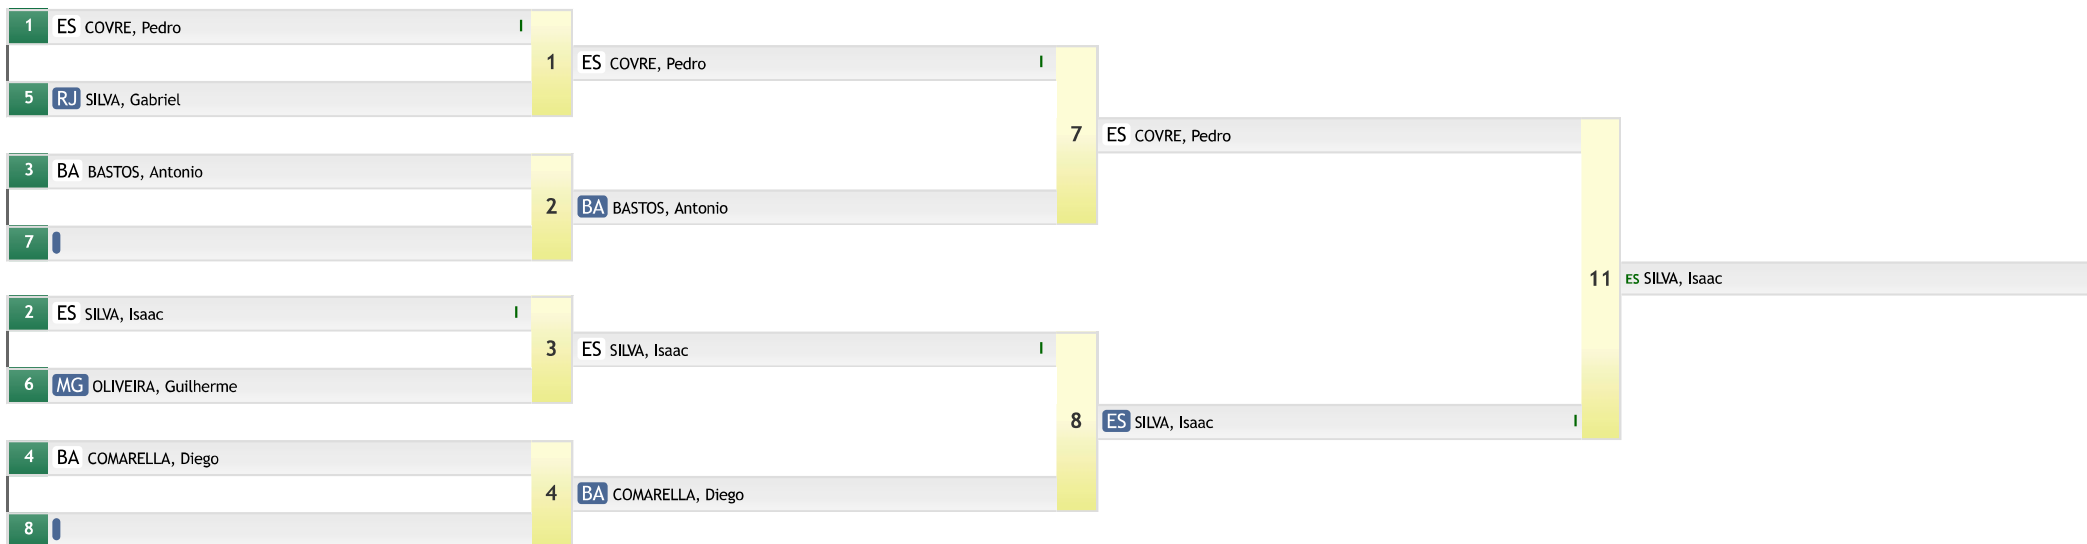 1 ES COVRE, Pedro I
1
5 RJ SILVA, Gabriel
ES COVRE, Pedro I
7
3 BA BASTOS, Antonio
2
7
BA BASTOS, Antonio
ES COVRE, Pedro
11
ES SILVA, Isaac
2 ES SILVA, Isaac I
3
6 MG OLIVEIRA, Guilherme
ES SILVA, Isaac I
8
4 BA COMARELLA, Diego
4
8
BA COMARELLA, Diego
ES SILVA, Isaac I